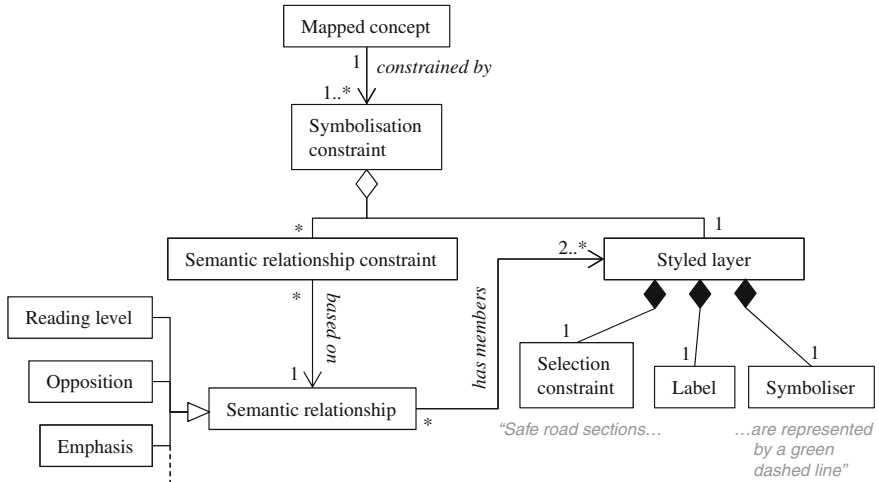 Mapped concept
1
constrained by
1..*
Symbolisation
constraint
*
1
Semantic relationship constraint
2..*
Styled layer
*
based on
has members
Reading level
1
Selection
constraint
1
Label
1
Symboliser
Opposition
1
Semantic relationship
*
Emphasis
“Safe road sections…
…are represented
by a green
dashed line”